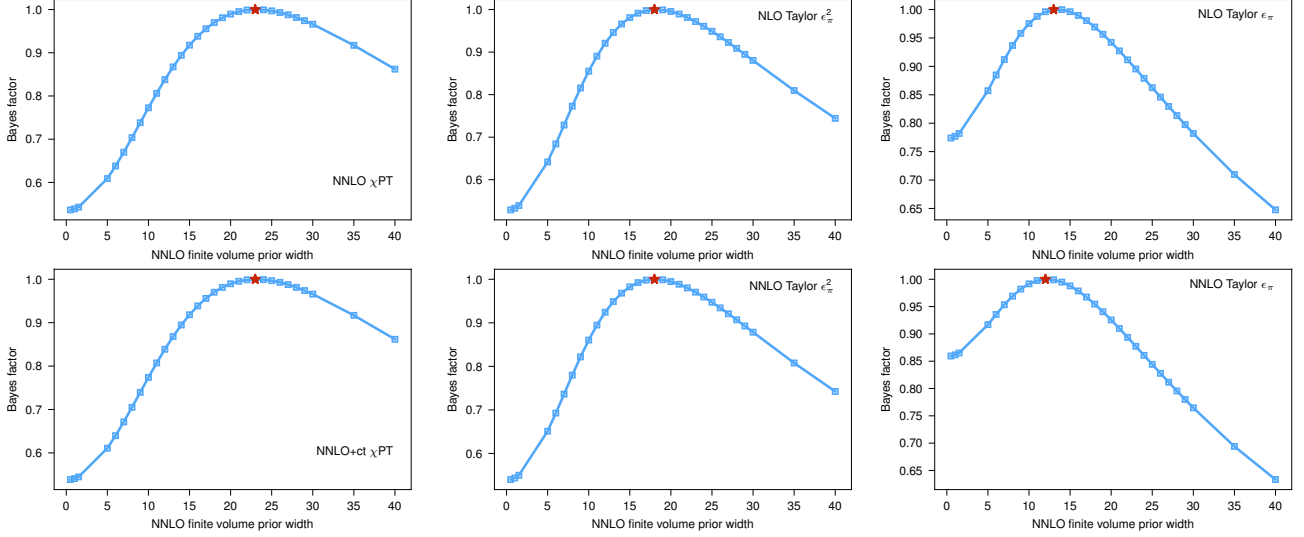 1.0
0.9
0.8
0.7
0.6
Bayes factor
NNLO χPT
0 5 10 15 20 25 30 35 40
NNLO finite volume prior width
1.0
0.9
0.8
0.7
0.6
Bayes factor
NLO Taylor ϵ_π^2
0 5 10 15 20 25 30 35 40
NNLO finite volume prior width
1.00
0.95
0.90
0.85
0.80
0.75
0.70
0.65
Bayes factor
NLO Taylor ϵ_π
0 5 10 15 20 25 30 35 40
NNLO finite volume prior width
1.0
0.9
0.8
0.7
0.6
Bayes factor
NNLO+ct χPT
0 5 10 15 20 25 30 35 40
NNLO finite volume prior width
1.0
0.9
0.8
0.7
0.6
Bayes factor
NNLO Taylor ϵ_π^2
0 5 10 15 20 25 30 35 40
NNLO finite volume prior width
1.00
0.95
0.90
0.85
0.80
0.75
0.70
0.65
Bayes factor
NNLO Taylor ϵ_π
0 5 10 15 20 25 30 35 40
NNLO finite volume prior width